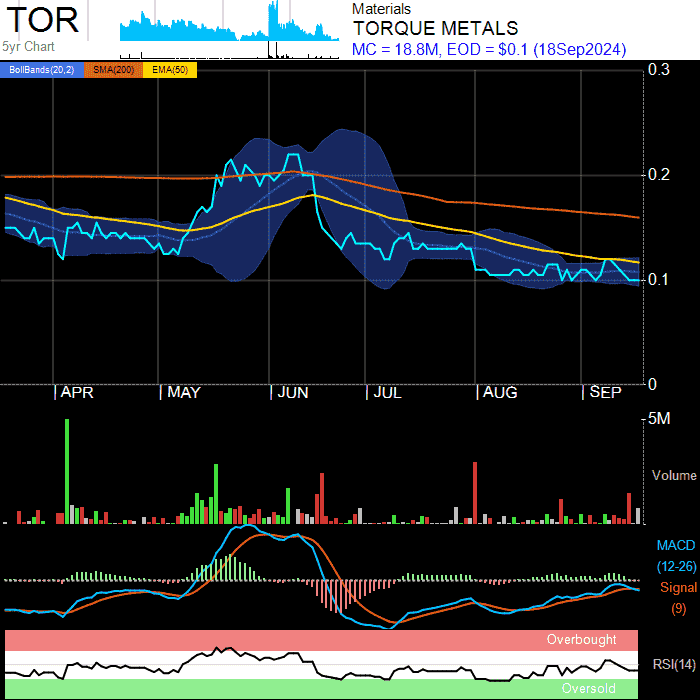 TOR
5yr Chart
Materials
TORQUE METALS
MC = 18.8M, EOD = $0.1 (18Sep2024)
BollBands(20,2) SMA(200) EMA(50)
0.3
0.2
0.1
0
APR MAY JUN JUL AUG SEP
5M
Volume
MACD
(12-26)
Signal
(9)
Overbought
RSI(14)
Oversold